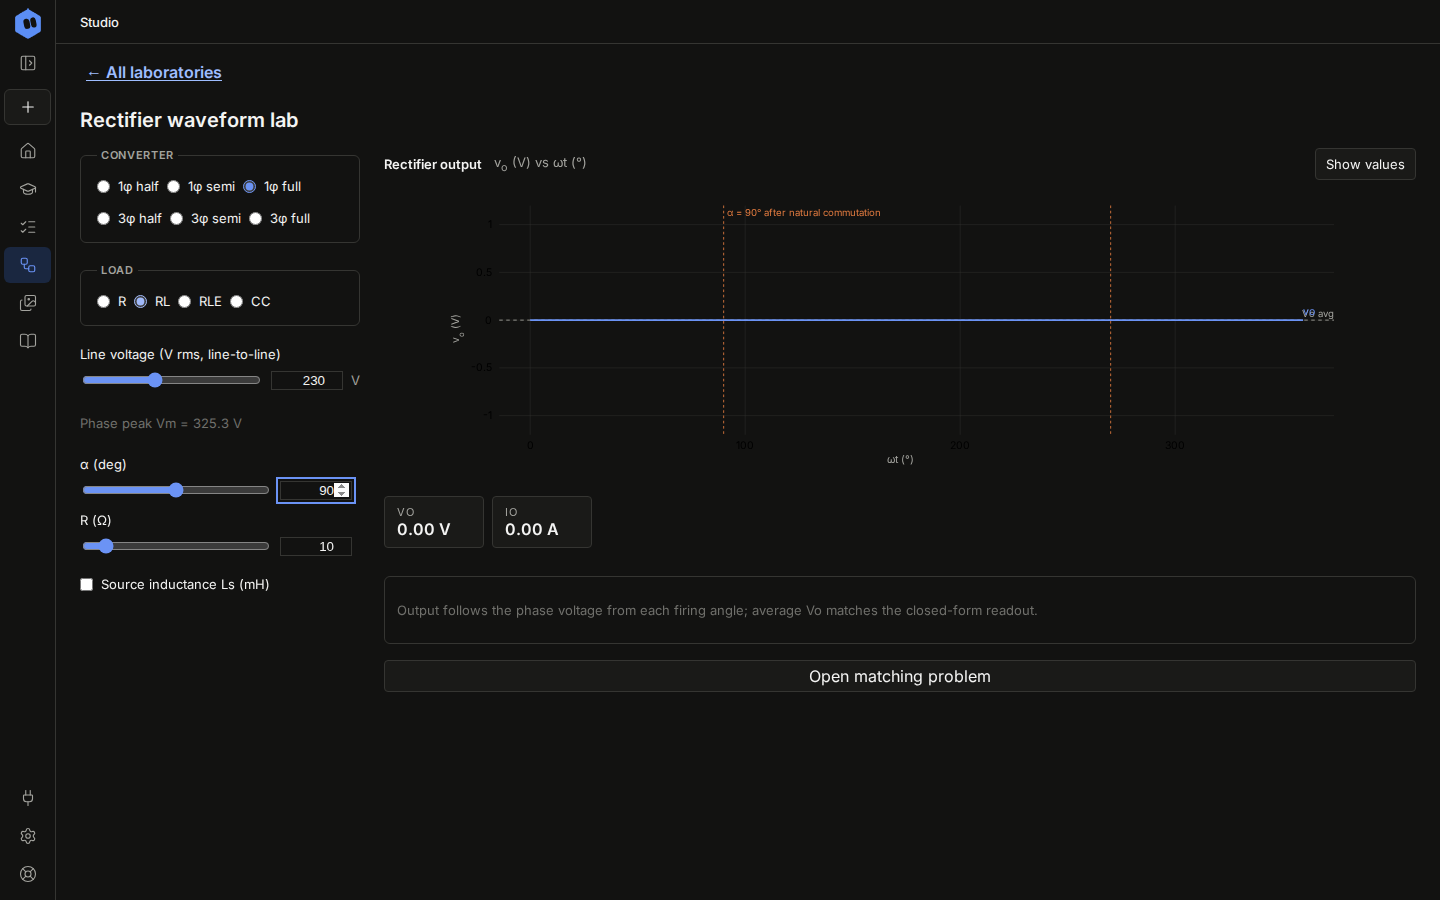 Studio
← All laboratories
Rectifier waveform lab
CONVERTER
1φ half 1φ semi 1φ full
3φ half 3φ semi 3φ full
LOAD
R RL RLE CC
Line voltage (V rms, line-to-line)
230 V
Phase peak Vm = 325.3 V
α (deg)
90
R (Ω)
10
Source inductance Ls (mH)
Rectifier output vo (V) vs ωt (°)
Show values
α = 90° after natural commutation
1
0.5
0
-0.5
-1
vo (V)
avg
0 100 200 300
ωt (°)
VO
0.00 V
IO
0.00 A
Output follows the phase voltage from each firing angle; average Vo matches the closed-form readout.
Open matching problem